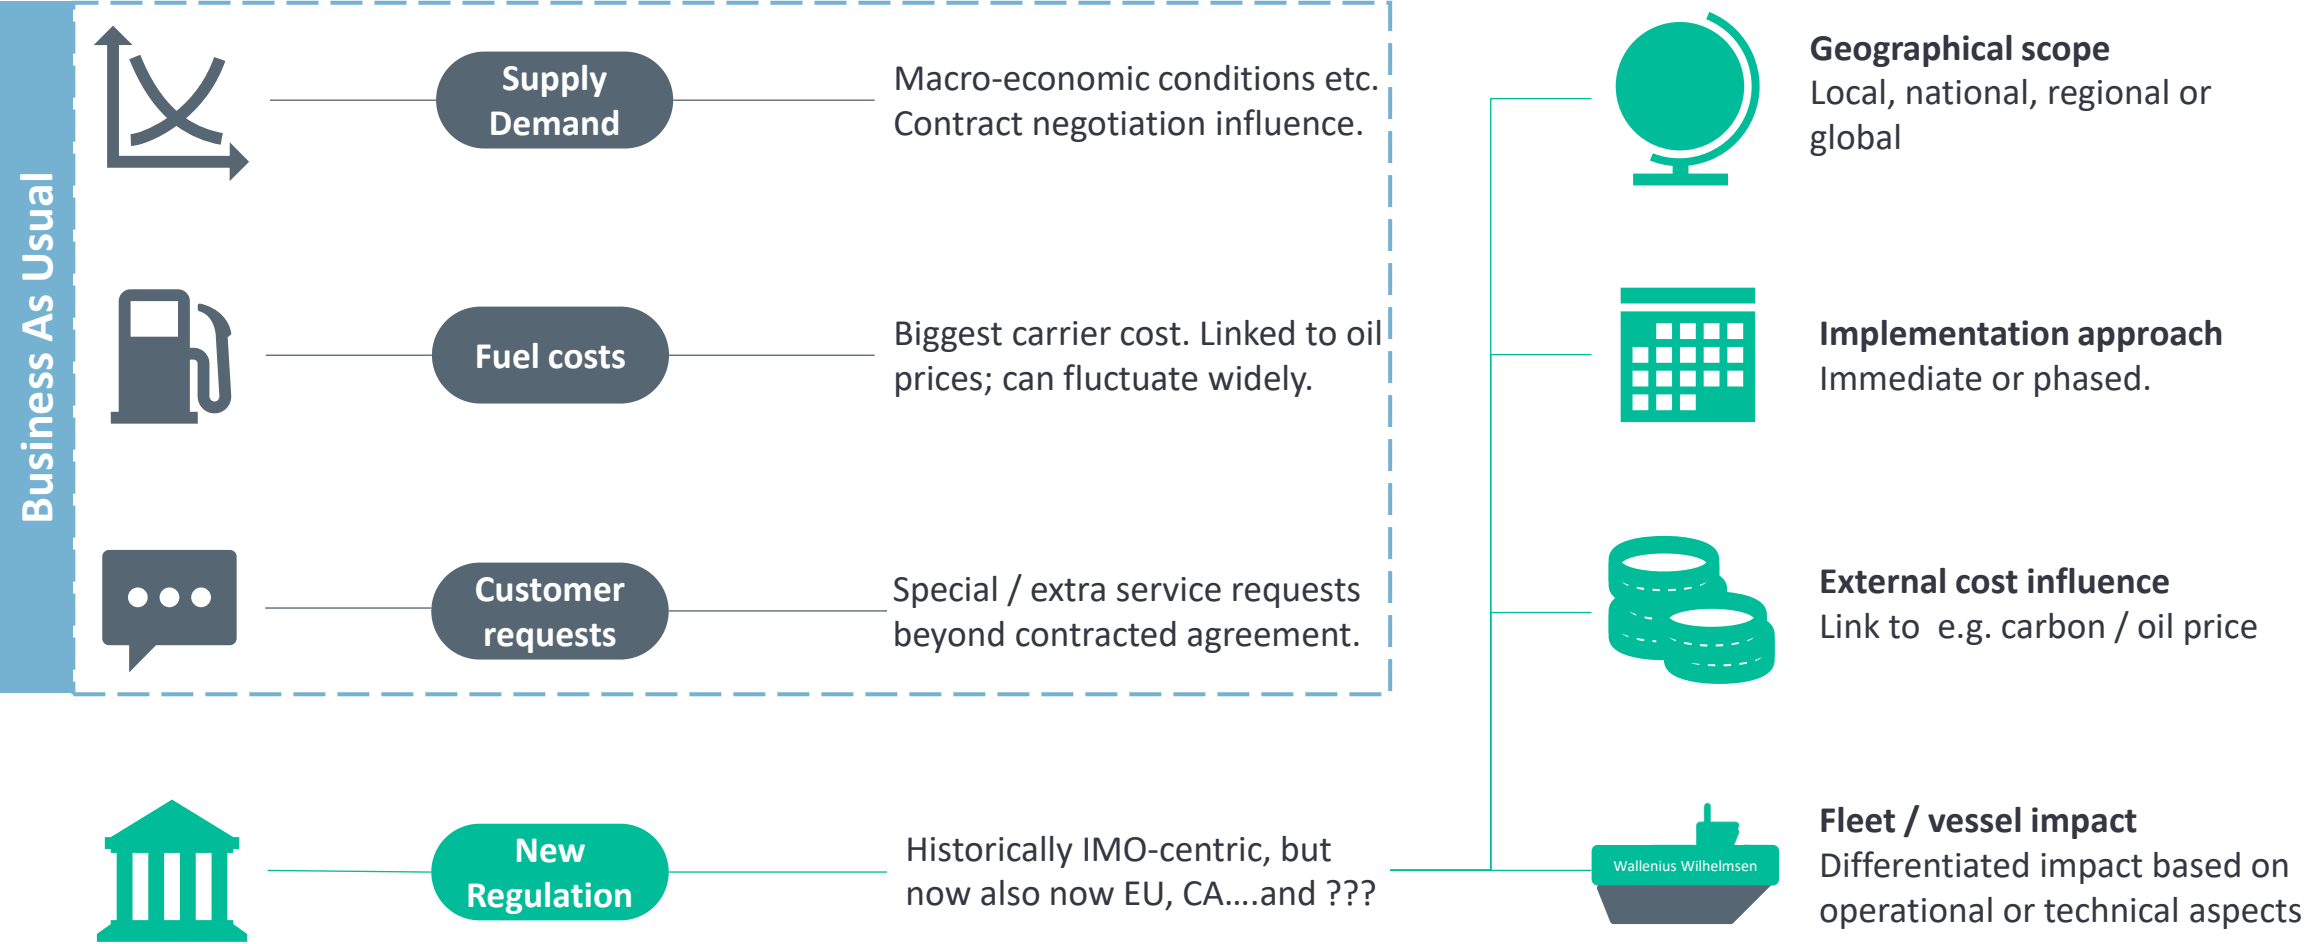 Business As Usual
Supply
Demand
Macro-economic conditions etc.
Contract negotiation influence.
Fuel costs
Biggest carrier cost. Linked to oil
prices; can fluctuate widely.
Customer
requests
Special / extra service requests
beyond contracted agreement.
New
Regulation
Historically IMO-centric, but
now also now EU, CA....and ???
Geographical scope
Local, national, regional or
global
Implementation approach
Immediate or phased.
External cost influence
Link to  e.g. carbon / oil price
Wallenius Wilhelmsen
Fleet / vessel impact
Differentiated impact based on
operational or technical aspects